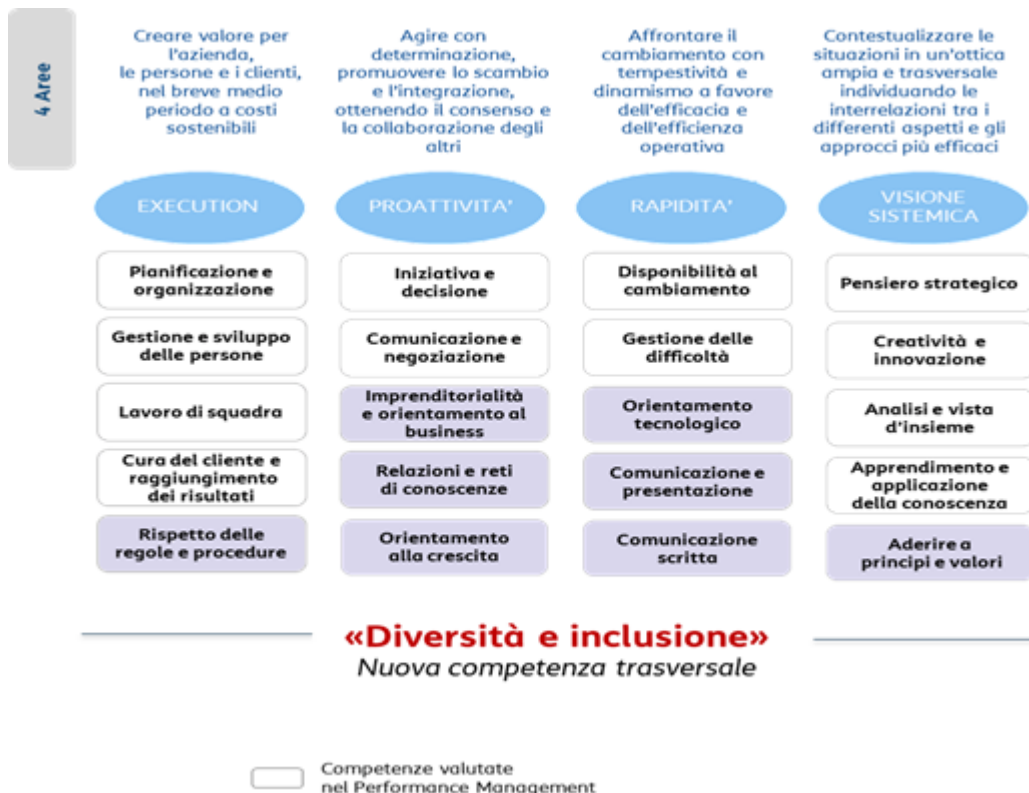 4 Aree
Creare valore per
l'azienda,
le persone e i clienti,
nel breve medio
periodo a costi
sostenibili
Agire con
determinazione,
promuovere lo scambio
e l'integrazione,
ottenendo il consenso e
la collaborazione degli
altri
Affrontare il
cambiamento con
tempestività e
dinamismo a favore
dell'efficacia e
dell'efficienza
operativa
Contestualizzare le
situazioni in un'ottica
ampia e trasversale
individuando le
interrelazioni tra i
differenti aspetti e gli
approcci più efficaci
EXECUTION
PROATTIVITA'
RAPIDITA'
VISIONE
SISTEMICA
Pianificazione e
organizzazione
Gestione e sviluppo
delle persone
Lavoro di squadra
Cura del cliente e
raggiungimento
dei risultati
Rispetto delle
regole e procedure
Iniziativa e
decisione
Comunicazione e
negoziazione
Imprenditorialità
e orientamento al
business
Relazioni e reti
di conoscenze
Orientamento
alla crescita
Disponibilità al
cambiamento
Gestione delle
difficoltà
Orientamento
tecnologico
Comunicazione e
presentazione
Comunicazione
scritta
Pensiero strategico
Creatività e
innovazione
Analisi e vista
d'insieme
Apprendimento e
applicazione
della conoscenza
Aderire a
principi e valori
«Diversità e inclusione»
Nuova competenza trasversale
Competenze valutate
nel Performance Management